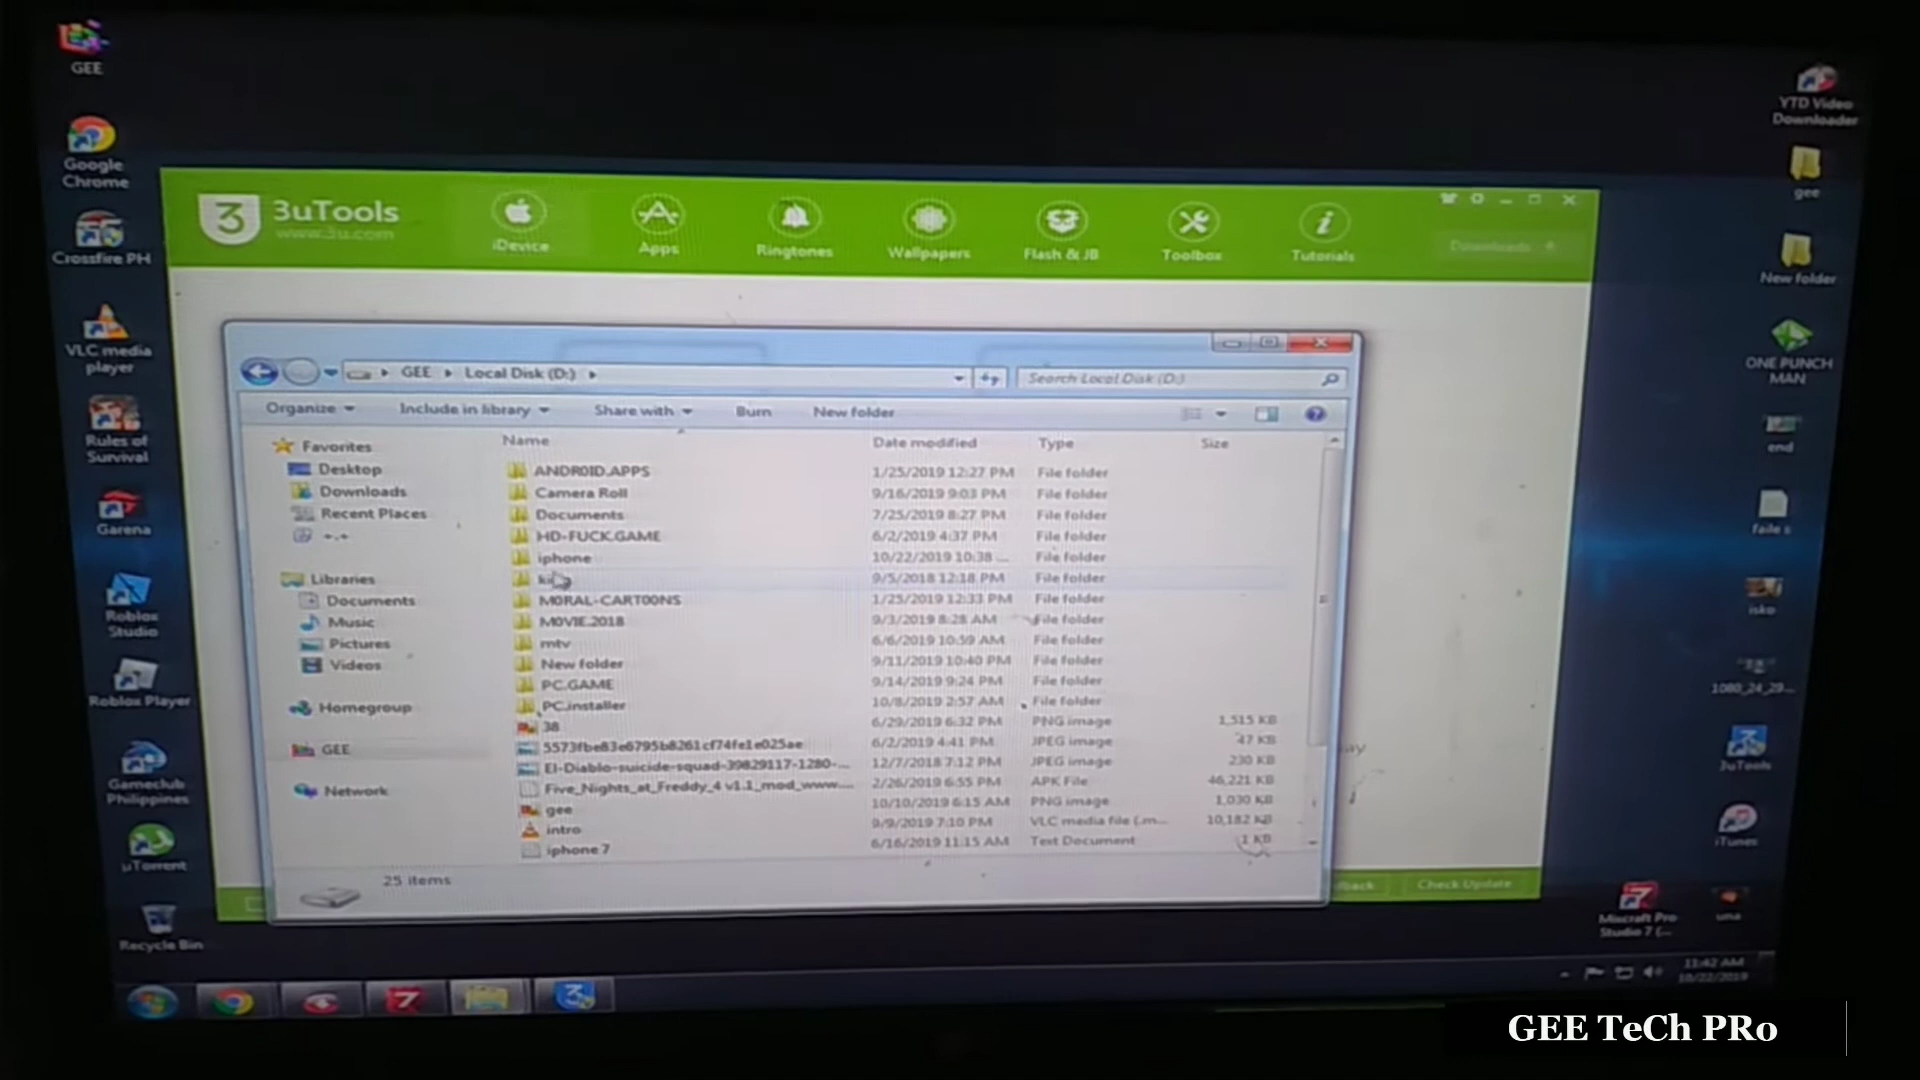 GEE
Google
Chrome
Crossfire PH
VLC media
player
Rules of
Survival
Garena
Roblox
Studio
Roblox Player
Gameclub
Philippines
µTorrent
Recycle Bin
3 3uTools
www.3u.com
iDevice
Apps
Ringtones
Wallpapers
Flash & JB
Toolbox
Tutorials
Downloads
GEE
Local Disk (D:)
Search Local Disk (D:)
Organize
Include in library
Share with
Burn
New folder
Name Date modified Type Size
Favorites
Desktop
Downloads
Recent Places
Libraries
Documents
Music
Pictures
Videos
Homegroup
GEE
Network
ANDR0ID.APPS 1/25/2019 12:27 PM File folder
Camera Roll 9/16/2019 9:03 PM File folder
Documents 7/25/2019 8:27 PM File folder
HD-FUCK.GAME 6/2/2019 4:37 PM File folder
iphone 10/22/2019 10:38 ... File folder
9/5/2018 12:18 PM File folder
M0RAL-CART00NS 1/25/2019 12:33 PM File folder
M0VIE.2018 9/3/2019 8:28 AM File folder
mtv 6/6/2019 10:59 AM File folder
New folder 9/11/2019 10:40 PM File folder
PC.GAME 9/14/2019 9:24 PM File folder
PC.installer 10/8/2019 2:57 AM File folder
38 6/29/2019 6:32 PM PNG image 1,515 KB
5573fbe83e6795b8261cf74fe1e025ae 6/2/2019 4:41 PM JPEG image 47 KB
El-Diablo-suicide-squad-39829117-1280-... 12/7/2018 7:12 PM JPEG image 230 KB
Five_Nights_at_Freddy_4 v1.1_mod_www.... 2/26/2019 6:55 PM APK File 46,221 KB
gee 10/10/2019 6:15 AM PNG image 1,030 KB
intro 9/9/2019 7:10 PM VLC media file (.m... 10,182 KB
iphone 7 6/16/2019 11:15 AM Text Document 1 KB
25 items
Check Update
YTD Video
Downloader
gee
New folder
ONE PUNCH
MAN
end
isko
1080_24_29...
3uTools
iTunes
Mixcraft Pro
Studio 7 (...
una
11:42 AM
10/22/2019
GEE TeCh PRo